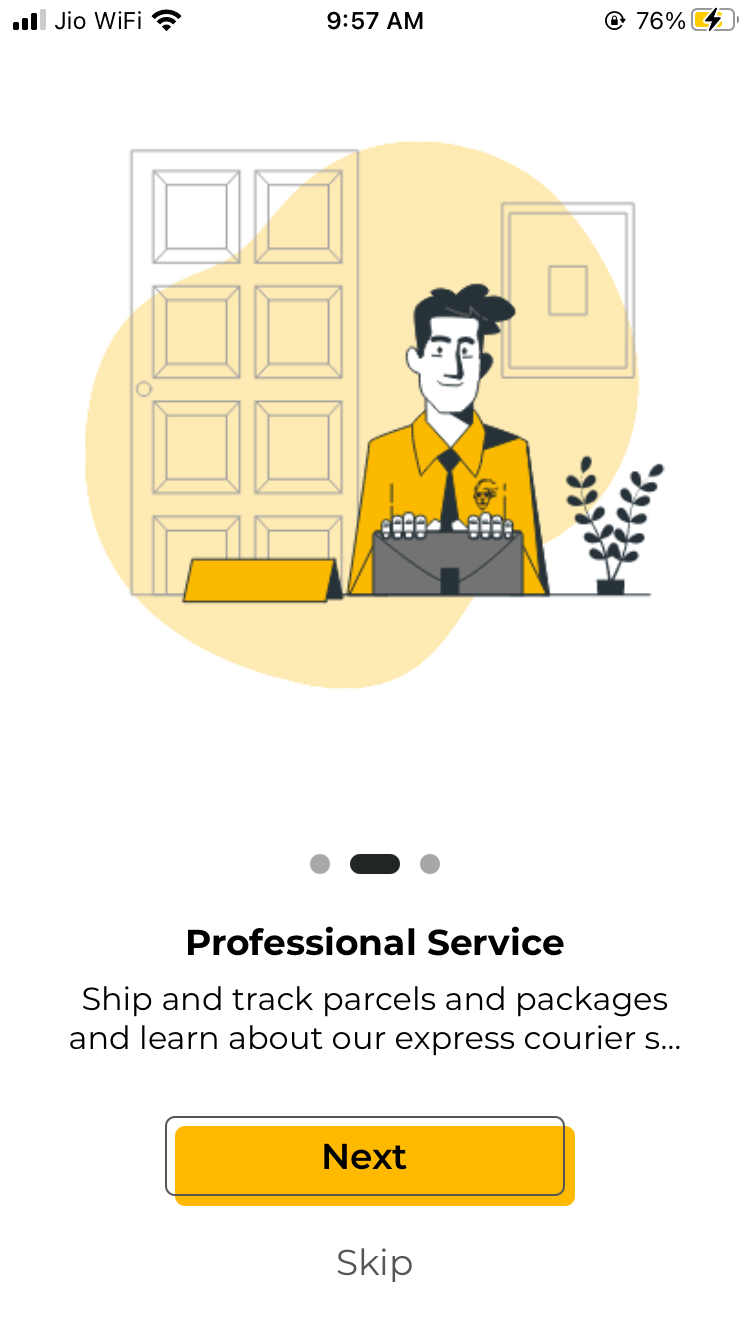 Jio WiFi 9:57 AM 76%
Professional Service
Ship and track parcels and packages
and learn about our express courier s...
Next
Skip